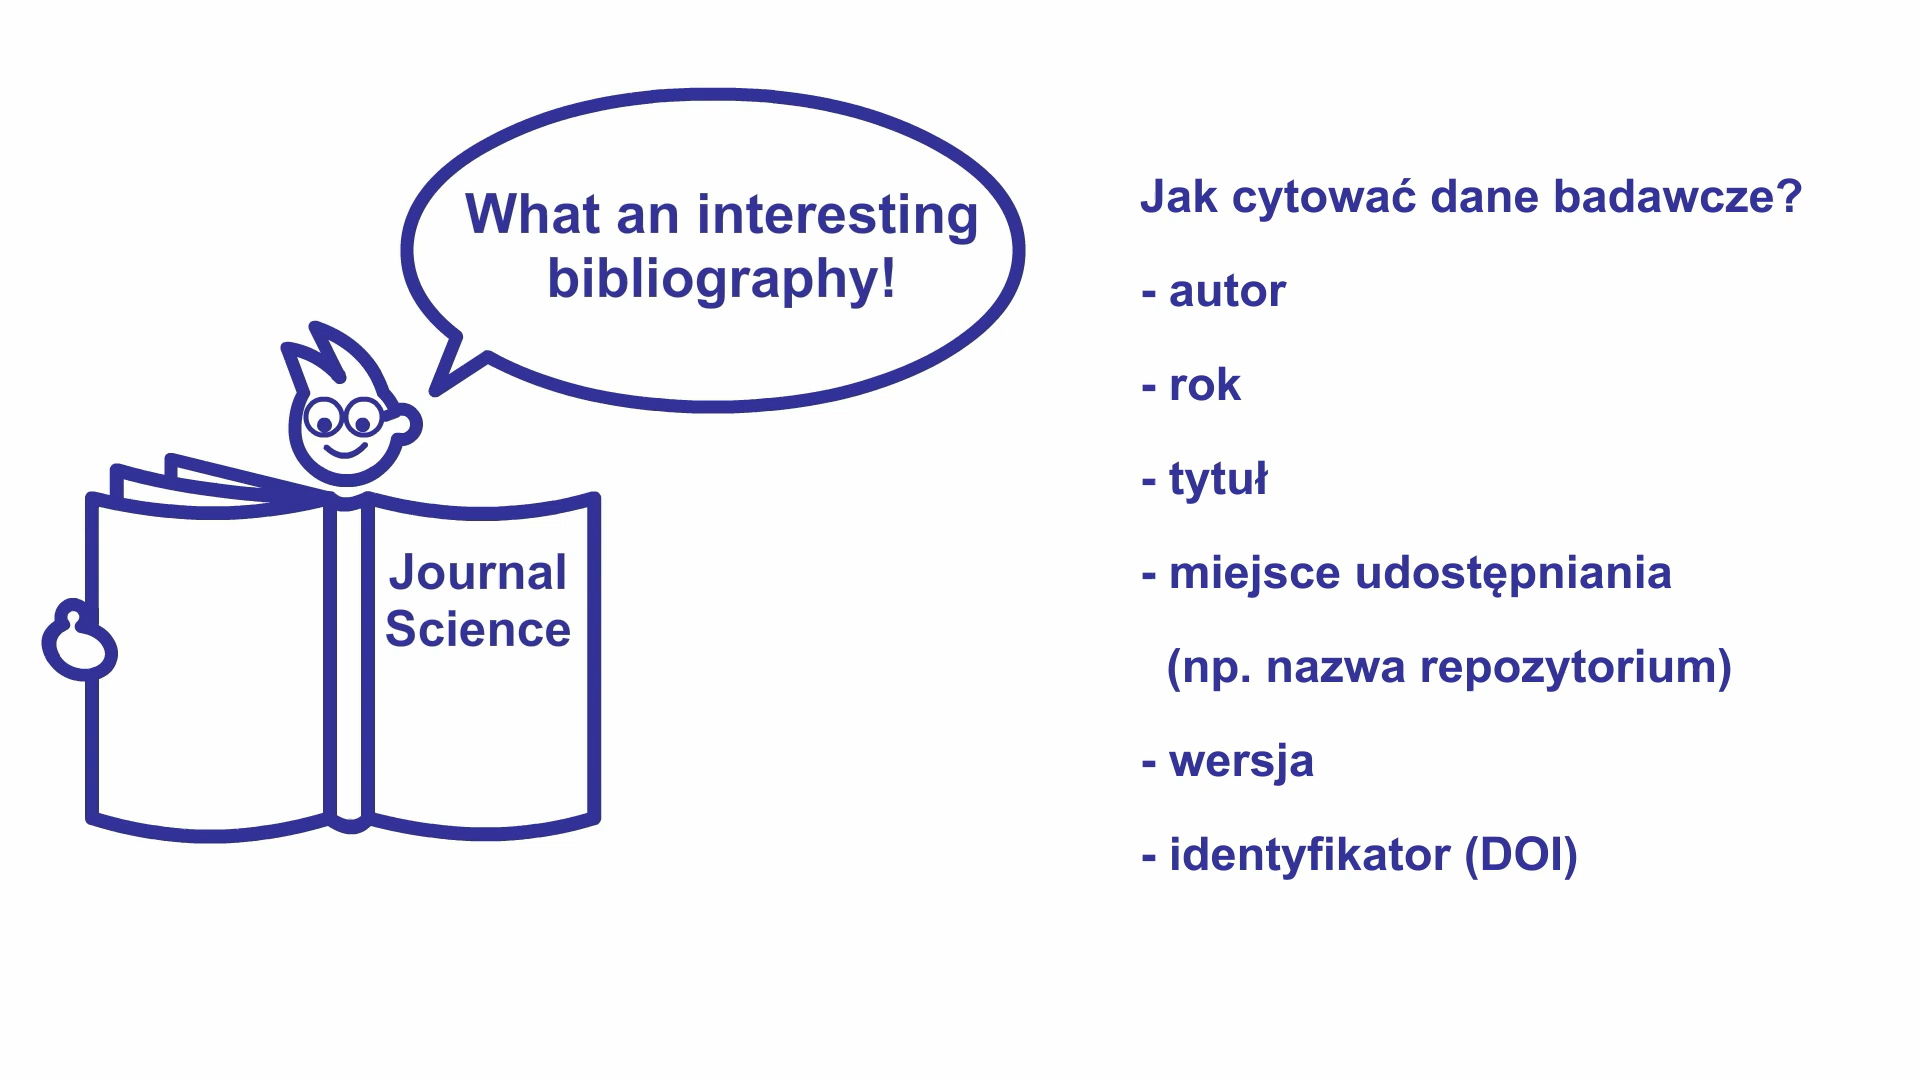 What an interesting
bibliography!
Journal
Science
Jak cytować dane badawcze?
- autor
- rok
- tytuł
- miejsce udostępniania
(np. nazwa repozytorium)
- wersja
- identyfikator (DOI)